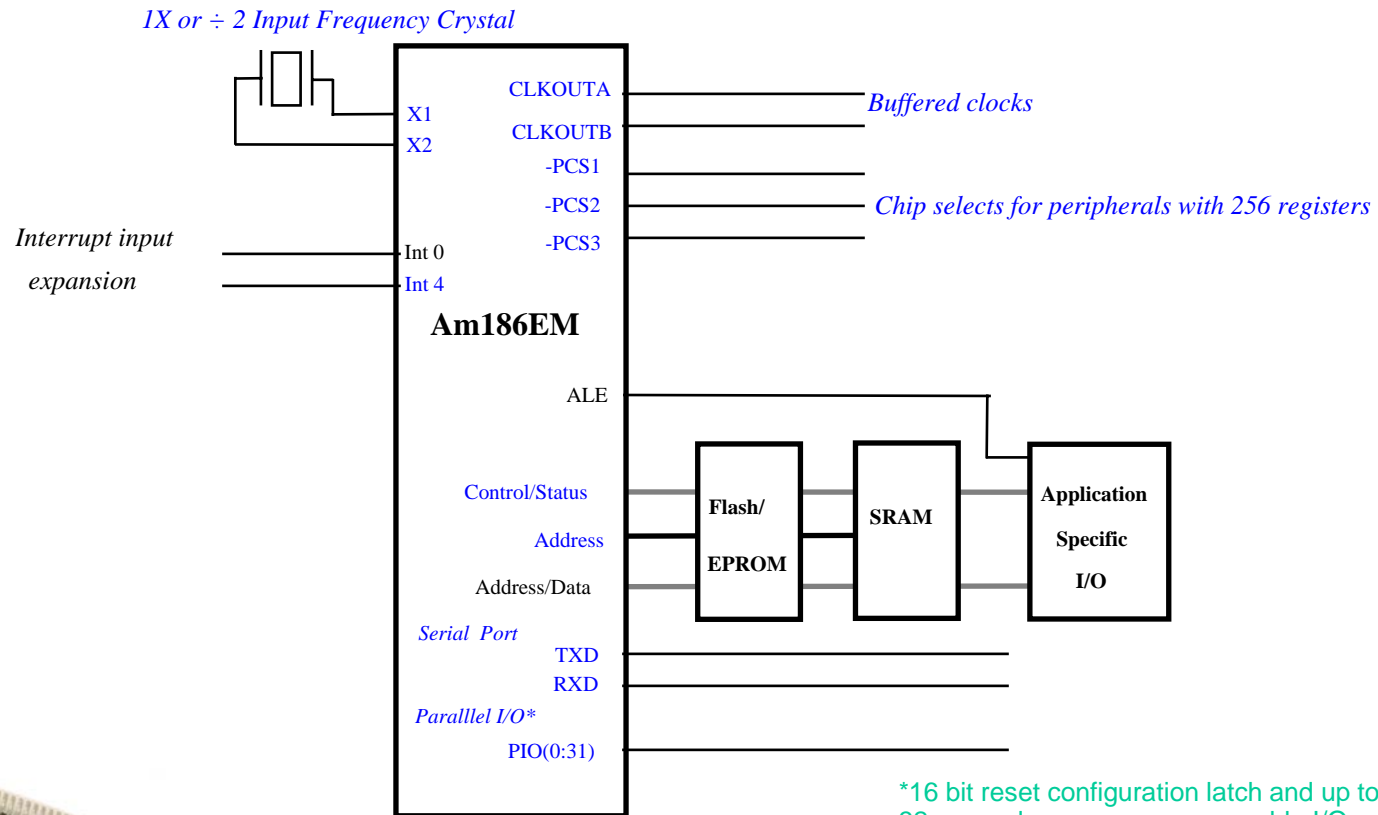 1X or ÷ 2 Input Frequency Crystal
CLKOUTA
Buffered clocks
X1
CLKOUTB
X2
-PCS1
-PCS2
Chip selects for peripherals with 256 registers
Interrupt input
-PCS3
Int 0
expansion
Int 4
Am186EM
ALE
Control/Status
Flash/
SRAM
Application
Address
Specific
EPROM
Address/Data
I/O
Serial Port
TXD
RXD
Paralllel I/O*
PIO(0:31)
*16 bit reset configuration latch and up to